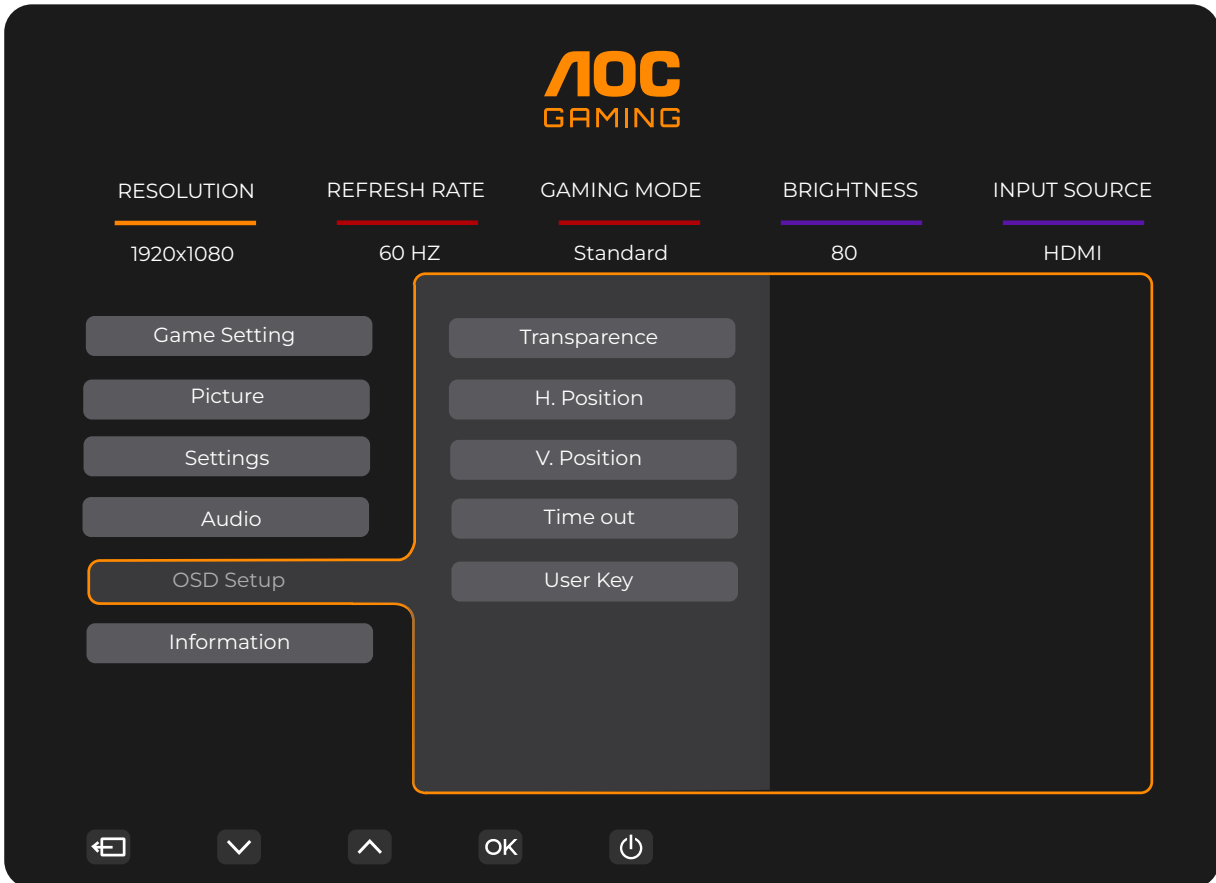 AOC
GAMING
RESOLUTION REFRESH RATE GAMING MODE BRIGHTNESS INPUT SOURCE
1920x1080 60 HZ Standard 80 HDMI
Game Setting
Picture
Settings
Audio
OSD Setup
Information
Transparence
H. Position
V. Position
Time out
User Key
OK